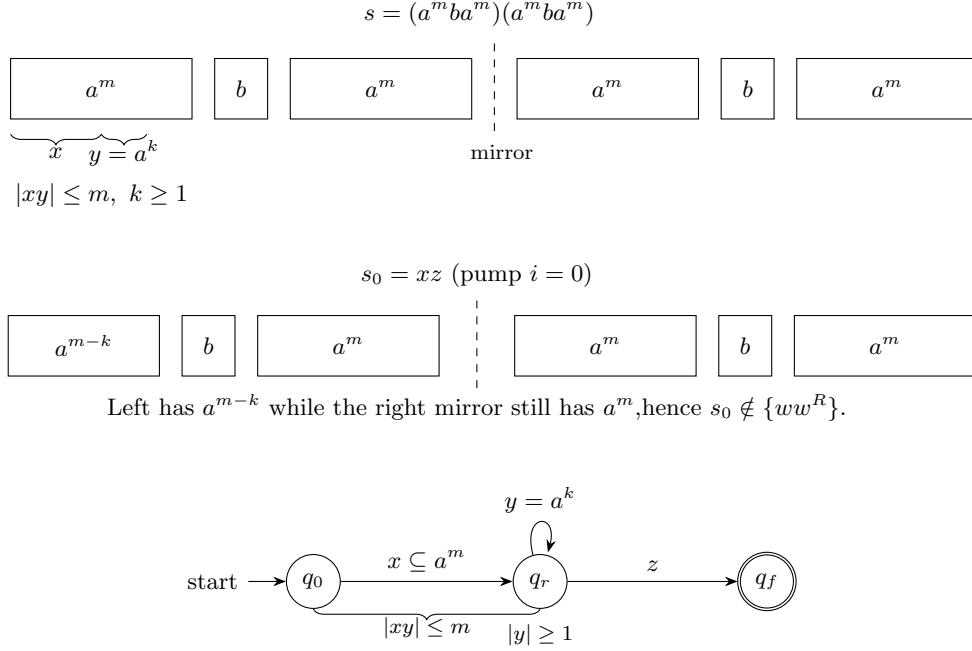 s = (a^m b a^m)(a^m b a^m)
a^m b a^m a^m b a^m
x y = a^k
mirror
|xy| ≤ m, k ≥ 1
s_0 = xz (pump i = 0)
a^{m−k} b a^m a^m b a^m
Left has a^{m−k} while the right mirror still has a^m,hence s_0 ∉ {ww^R}.
y = a^k
start q_0 x ⊆ a^m q_r z q_f
|xy| ≤ m |y| ≥ 1